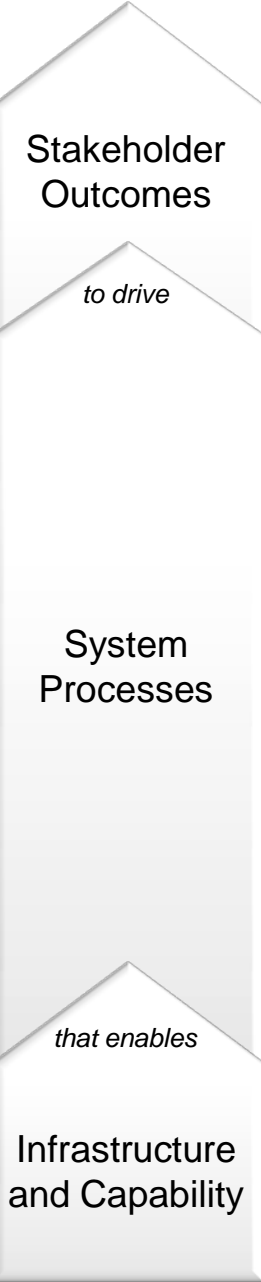 Stakeholder
Outcomes
to drive
System
Processes
that enables
Infrastructure
and Capability